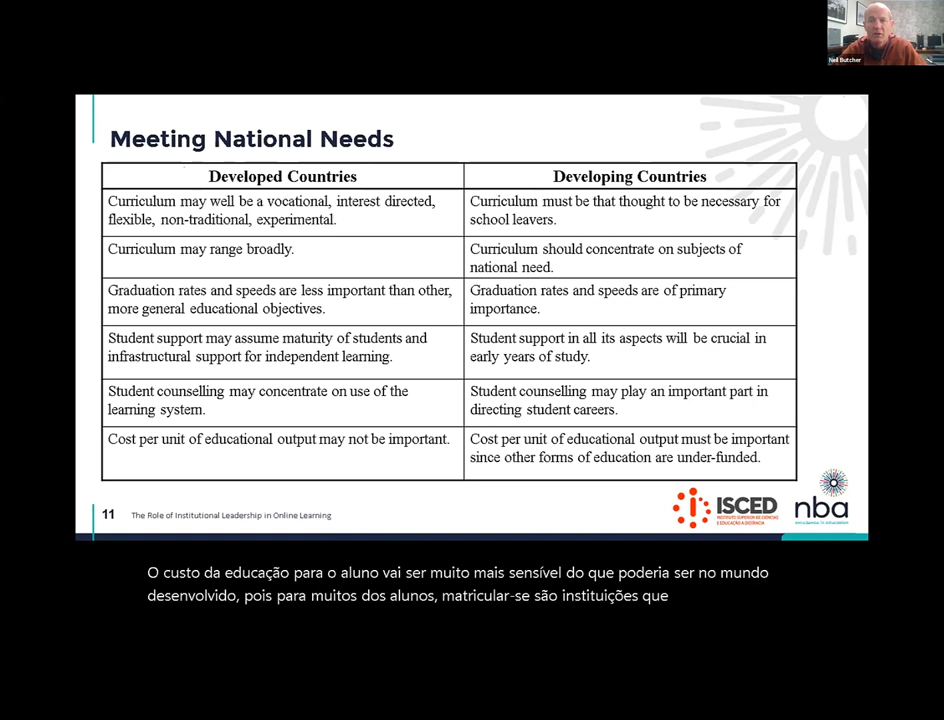 Neil Butcher
Meeting National Needs
Developed Countries
Developing Countries
Curriculum may well be a vocational, interest directed,
flexible, non-traditional, experimental.
Curriculum must be that thought to be necessary for
school leavers.
Curriculum may range broadly.
Curriculum should concentrate on subjects of
national need.
Graduation rates and speeds are less important than other,
more general educational objectives.
Graduation rates and speeds are of primary
importance.
Student support may assume maturity of students and
infrastructural support for independent learning.
Student support in all its aspects will be crucial in
early years of study.
Student counselling may concentrate on use of the
learning system.
Student counselling may play an important part in
directing student careers.
Cost per unit of educational output may not be important.
Cost per unit of educational output must be important
since other forms of education are under-funded.
11
The Role of Institutional Leadership in Online Learning
ISCED
INSTITUTO SUPERIOR DE CIÊNCIAS
E EDUCAÇÃO A DISTÂNCIA
nba
O custo da educação para o aluno vai ser muito mais sensível do que poderia ser no mundo
desenvolvido, pois para muitos dos alunos, matricular-se são instituições que